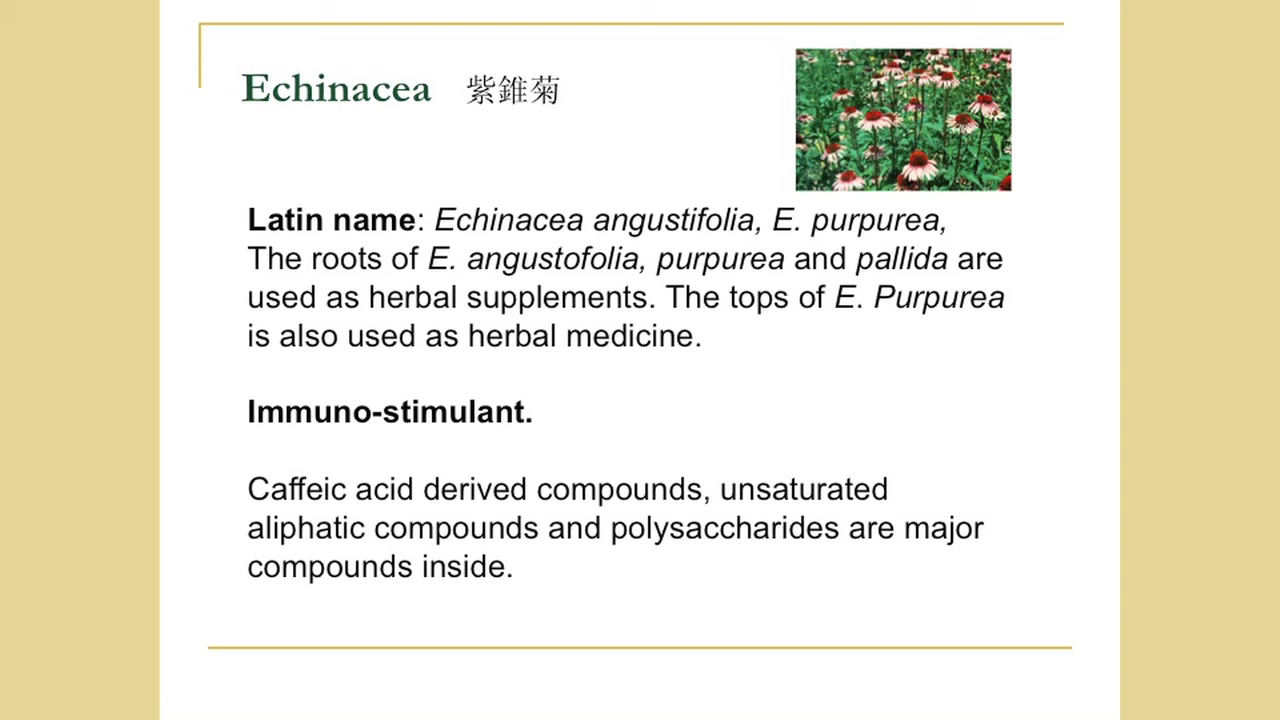 Echinacea 紫錐菊
Latin name: Echinacea angustifolia, E. purpurea,
The roots of E. angustofolia, purpurea and pallida are
used as herbal supplements. The tops of E. Purpurea
is also used as herbal medicine.
Immuno-stimulant.
Caffeic acid derived compounds, unsaturated
aliphatic compounds and polysaccharides are major
compounds inside.